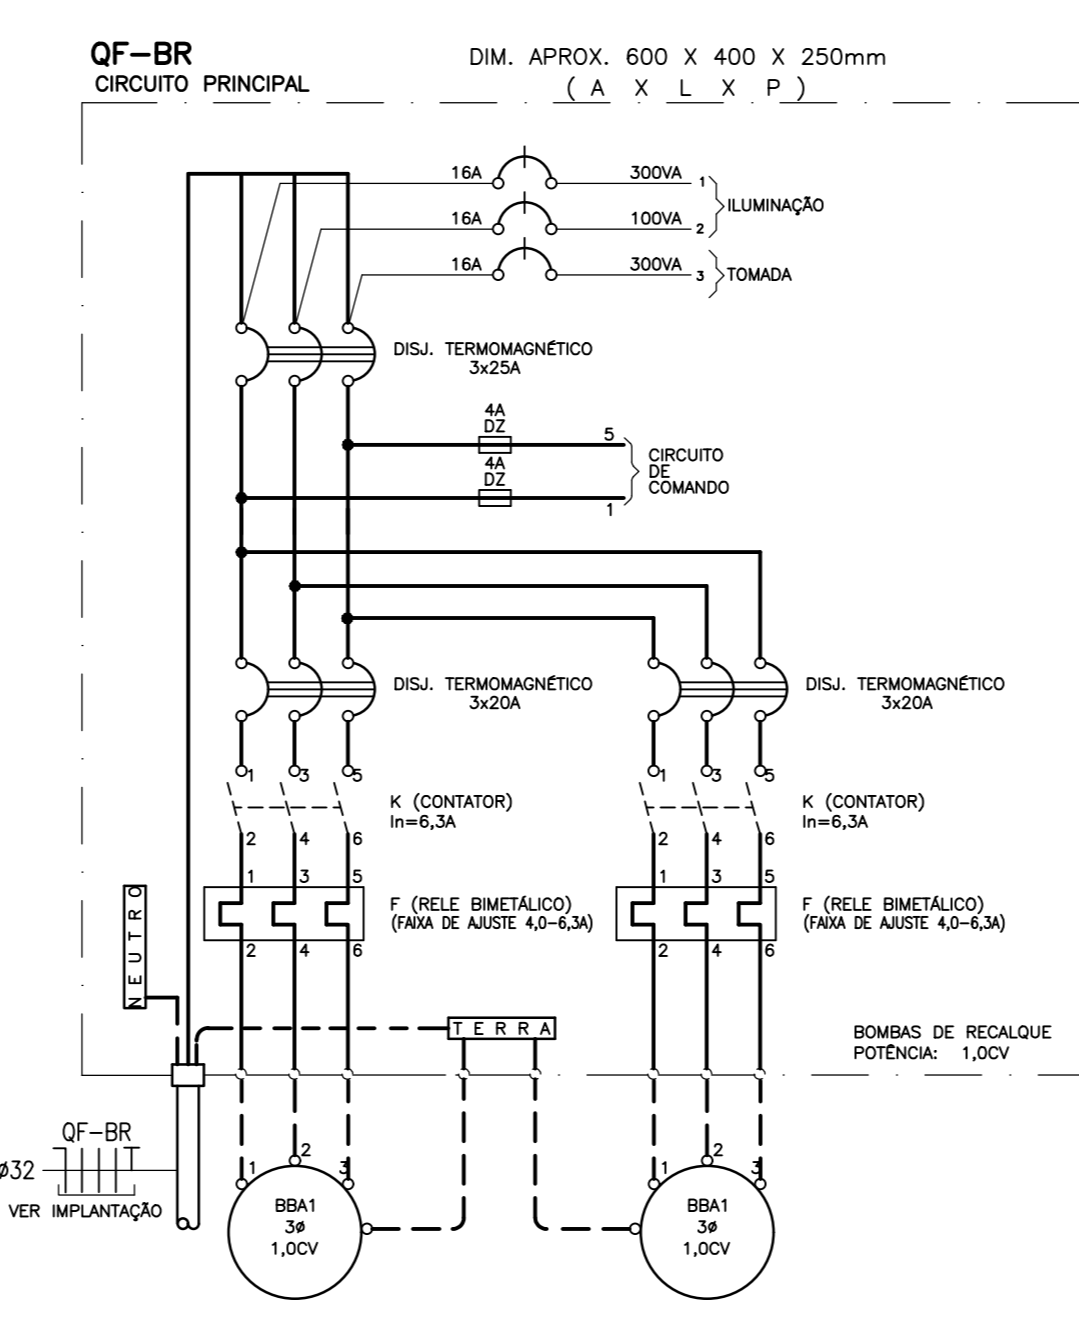 QF-BR
CIRCUITO PRINCIPAL
DIM. APROX. 600 X 400 X 250mm
( A X L X P )
16A 300VA 1
16A 100VA 2
ILUMINAÇÃO
16A 300VA 3
TOMADA
DISJ. TERMOMAGNÉTICO
3x25A
4A
DZ
5
4A
DZ
1
CIRCUITO
DE
COMANDO
DISJ. TERMOMAGNÉTICO
3x20A
DISJ. TERMOMAGNÉTICO
3x20A
1 3 5
K (CONTATOR)
In=6,3A
2 4 6
1 3 5
K (CONTATOR)
In=6,3A
2 4 6
1 3 5
F (RELE BIMETÁLICO)
(FAIXA DE AJUSTE 4,0-6,3A)
2 4 6
1 3 5
F (RELE BIMETÁLICO)
(FAIXA DE AJUSTE 4,0-6,3A)
2 4 6
NEUTRO
TERRA
BOMBAS DE RECALQUE
POTÊNCIA: 1,0CV
QF-BR
ø32
VER IMPLANTAÇÃO
1 2 3
BBA1
3ø
1,0CV
1 2 3
BBA1
3ø
1,0CV